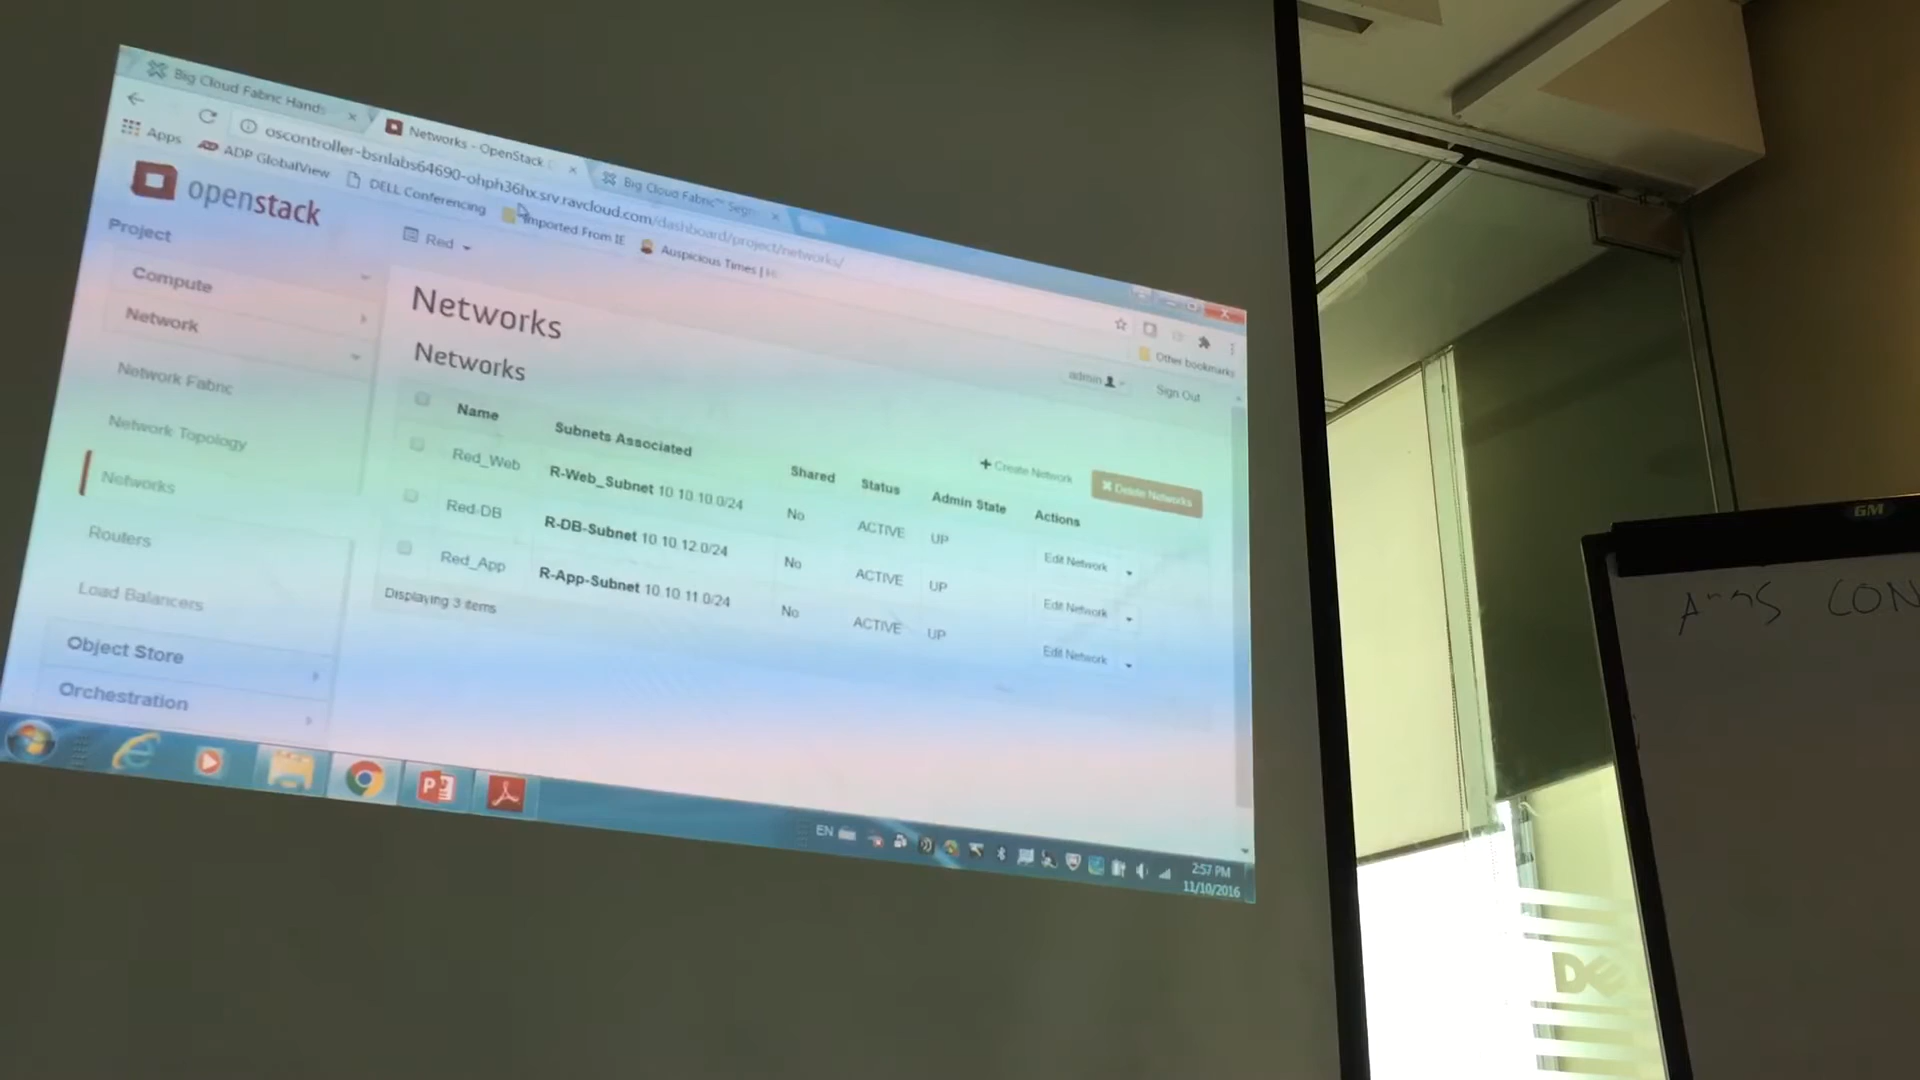 Big Cloud Fabric Hands
Networks - OpenStack
Big Cloud Fabric™ Segm
oscontroller-bsnlabs64690-ohph36hx.srv.ravcloud.com/dashboard/project/networks/
Apps
ADP GlobalView
DELL Conferencing
Imported From IE
Auspicious Times | Hi
Other bookmarks
openstack
Red
admin
Sign Out
Project
Compute
Network
Network Fabric
Network Topology
Networks
Routers
Load Balancers
Object Store
Orchestration
Networks
Networks
Create Network
Delete Networks
Name Subnets Associated Shared Status Admin State Actions
Red_Web R-Web_Subnet 10.10.10.0/24 No ACTIVE UP Edit Network
Red-DB R-DB-Subnet 10.10.12.0/24 No ACTIVE UP Edit Network
Red_App R-App-Subnet 10.10.11.0/24 No ACTIVE UP Edit Network
Displaying 3 items
EN
2:57 PM
11/10/2016
GM
CON
DE